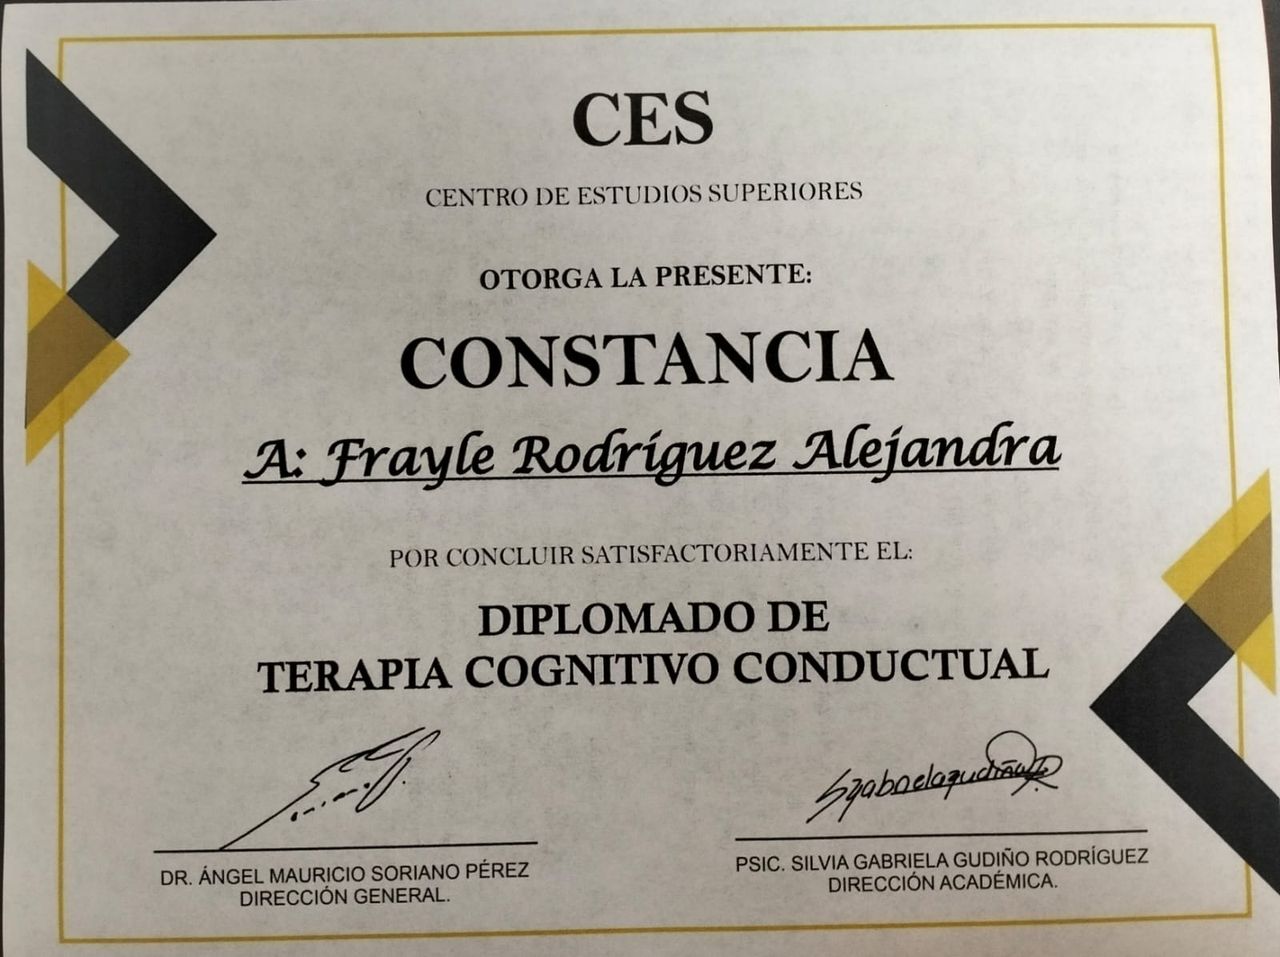 CES
CENTRO DE ESTUDIOS SUPERIORES
OTORGA LA PRESENTE:
CONSTANCIA
A: Frayle Rodríguez Alejandra
POR CONCLUIR SATISFACTORIAMENTE EL:
DIPLOMADO DE
TERAPIA COGNITIVO CONDUCTUAL
DR. ÁNGEL MAURICIO SORIANO PÉREZ
DIRECCIÓN GENERAL.
PSIC. SILVIA GABRIELA GUDIÑO RODRÍGUEZ
DIRECCIÓN ACADÉMICA.